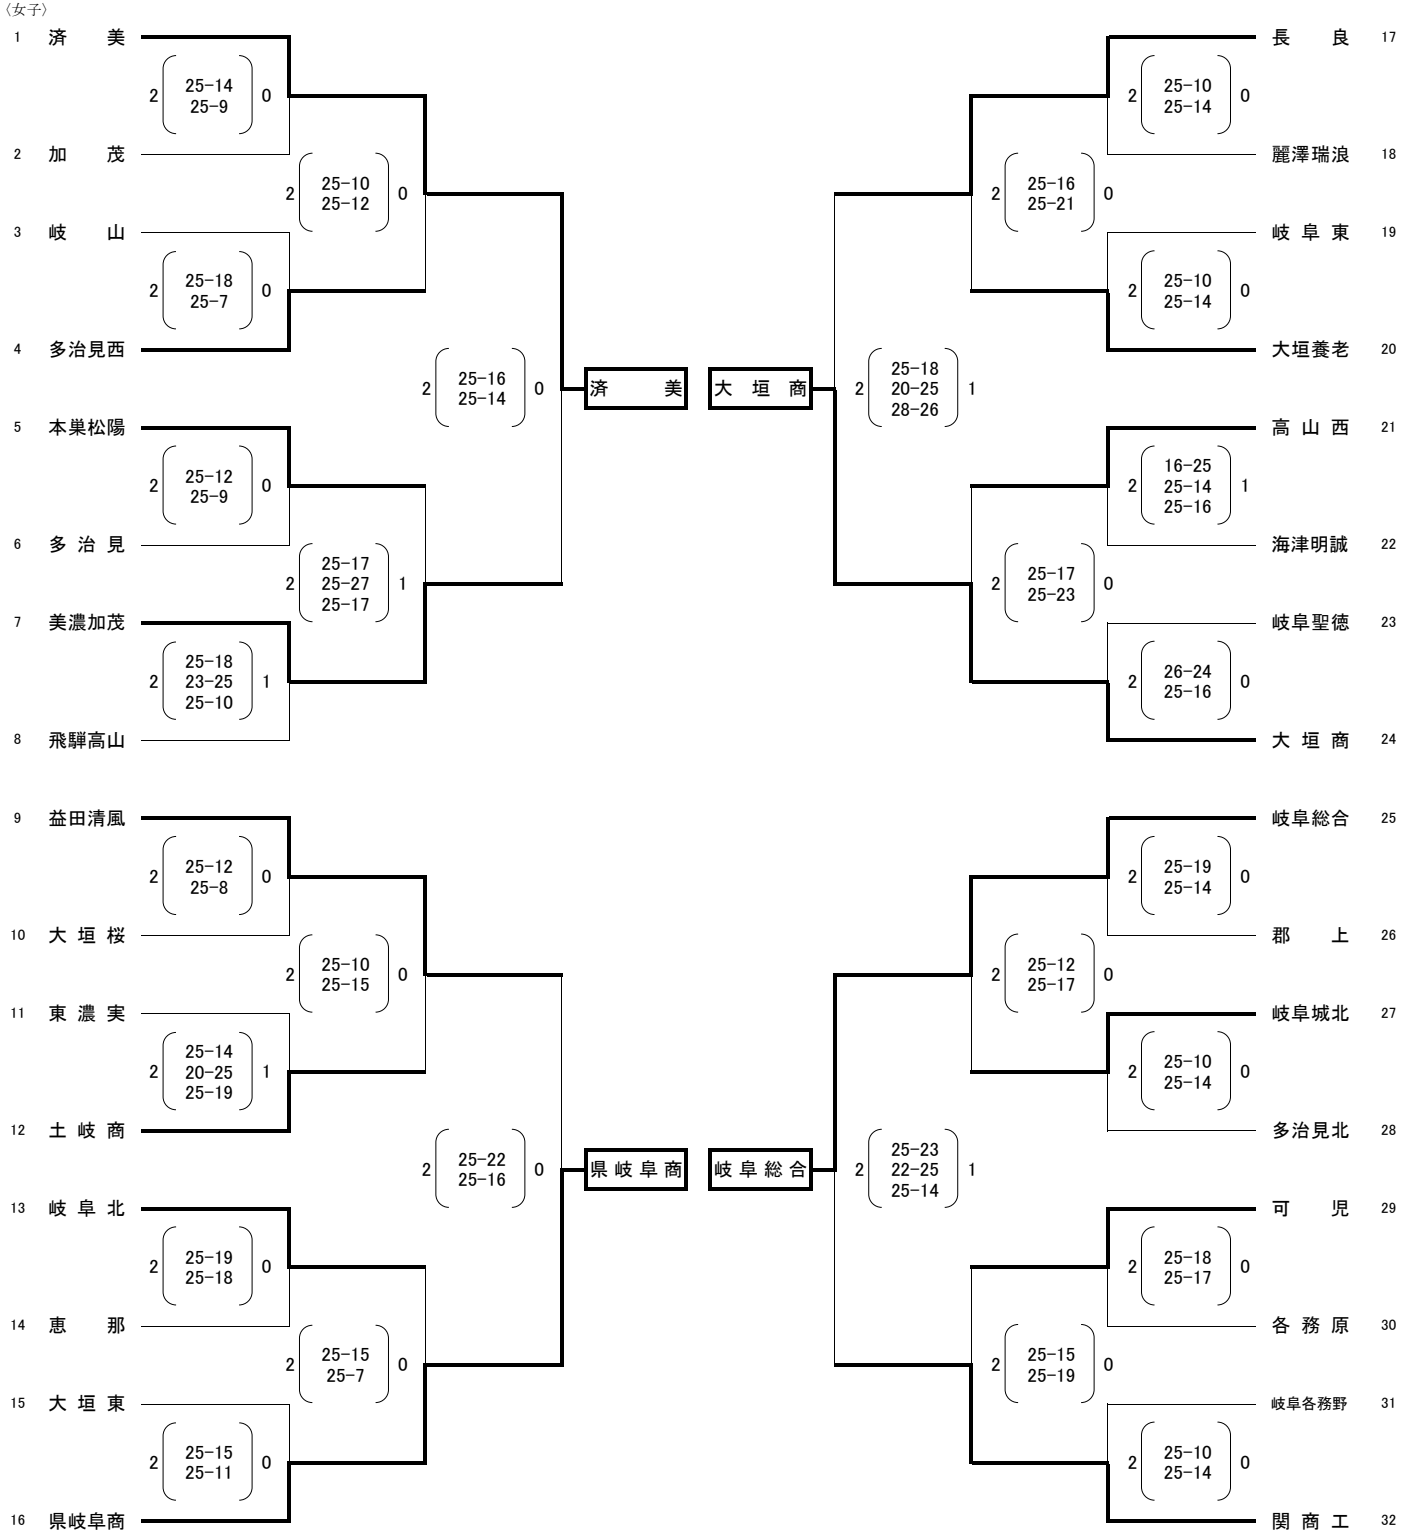 〈女子〉
1 済 美
2 25-14 0
25-9
2 加 茂
2 25-10 0
25-12
3 岐 山
2 25-18 0
25-7
4 多治見西
2 25-16 0
25-14
済 美
5 本巣松陽
2 25-12 0
25-9
6 多 治 見
2 25-17 1
25-27
25-17
7 美濃加茂
2 25-18 1
23-25
25-10
8 飛騨高山
9 益田清風
2 25-12 0
25-8
10 大 垣 桜
2 25-10 0
25-15
11 東 濃 実
2 25-14 1
20-25
25-19
12 土 岐 商
2 25-22 0
25-16
県 岐 阜 商
13 岐 阜 北
2 25-19 0
25-18
14 恵 那
2 25-15 0
25-7
15 大 垣 東
2 25-15 0
25-11
16 県岐阜商
長 良 17
2 25-10 0
25-14
麗澤瑞浪 18
2 25-16 0
25-21
岐 阜 東 19
2 25-10 0
25-14
大垣養老 20
大 垣 商
2 25-18 1
20-25
28-26
高 山 西 21
2 16-25 1
25-14
25-16
海津明誠 22
2 25-17 0
25-23
岐阜聖徳 23
2 26-24 0
25-16
大 垣 商 24
岐阜総合 25
2 25-19 0
25-14
郡 上 26
2 25-12 0
25-17
岐阜城北 27
2 25-10 0
25-14
多治見北 28
岐 阜 総 合
2 25-23 1
22-25
25-14
可 児 29
2 25-18 0
25-17
各 務 原 30
2 25-15 0
25-19
岐阜各務野 31
2 25-10 0
25-14
関 商 工 32